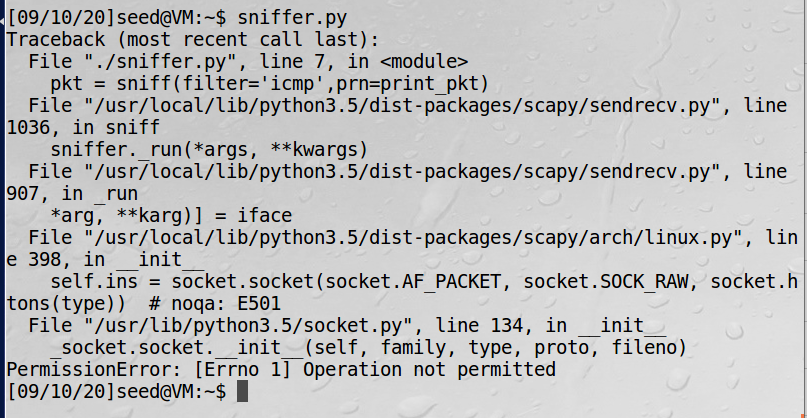 [09/10/20]seed@VM:~$ sniffer.py
Traceback (most recent call last):
  File "./sniffer.py", line 7, in <module>
    pkt = sniff(filter='icmp',prn=print_pkt)
  File "/usr/local/lib/python3.5/dist-packages/scapy/sendrecv.py", line
1036, in sniff
    sniffer._run(*args, **kwargs)
  File "/usr/local/lib/python3.5/dist-packages/scapy/sendrecv.py", line
907, in _run
    *arg, **karg)] = iface
  File "/usr/local/lib/python3.5/dist-packages/scapy/arch/linux.py", lin
e 398, in __init__
    self.ins = socket.socket(socket.AF_PACKET, socket.SOCK_RAW, socket.h
tons(type))  # noqa: E501
  File "/usr/lib/python3.5/socket.py", line 134, in __init__
    _socket.socket.__init__(self, family, type, proto, fileno)
PermissionError: [Errno 1] Operation not permitted
[09/10/20]seed@VM:~$